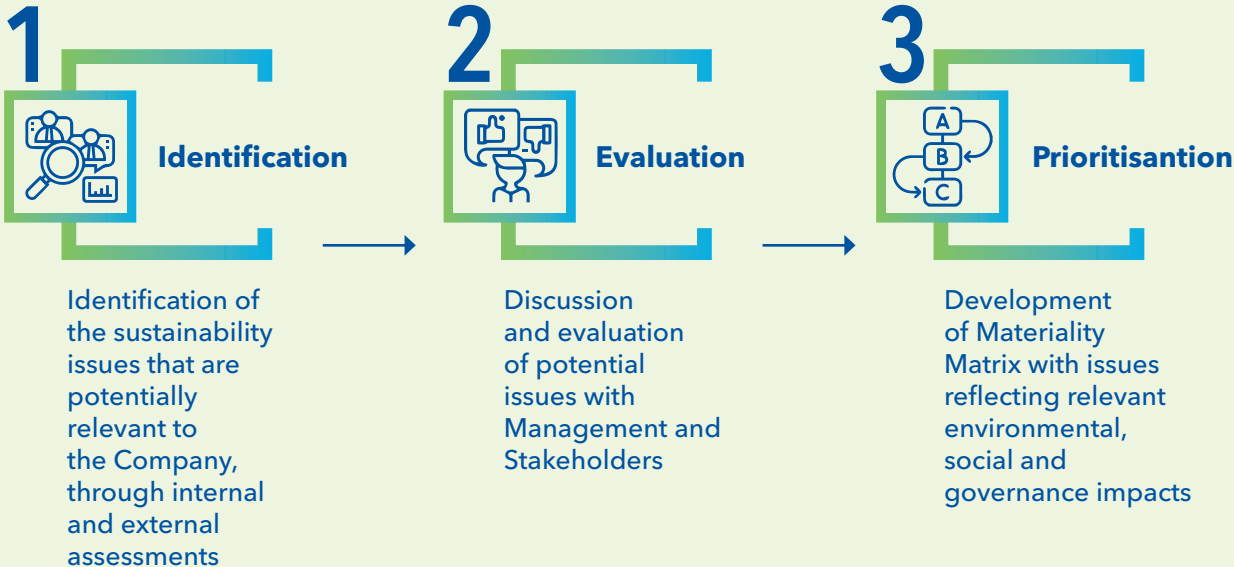 1
Identification
Identification of
the sustainability
issues that are
potentially
relevant to
the Company,
through internal
and external
assessments
2
Evaluation
Discussion
and evaluation
of potential
issues with
Management and
Stakeholders
3
A
B
C
Prioritisantion
Development
of Materiality
Matrix with issues
reflecting relevant
environmental,
social and
governance impacts